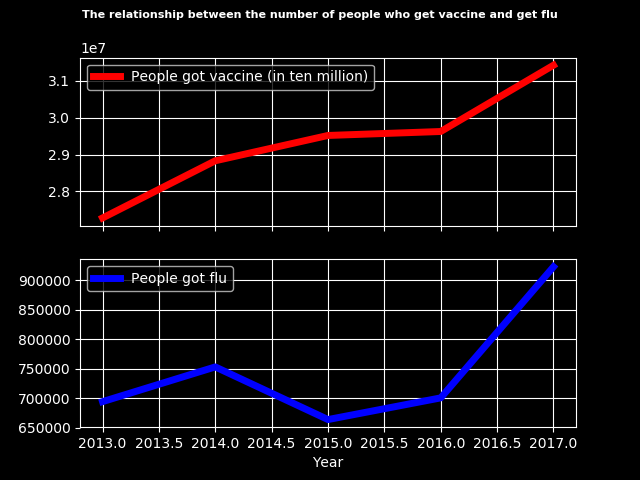 The relationship between the number of people who get vaccine and get flu
1e7
People got vaccine (in ten million)
3.1
3.0
2.9
2.8
People got flu
900000
850000
800000
750000
700000
650000
2013.0 2013.5 2014.0 2014.5 2015.0 2015.5 2016.0 2016.5 2017.0
Year